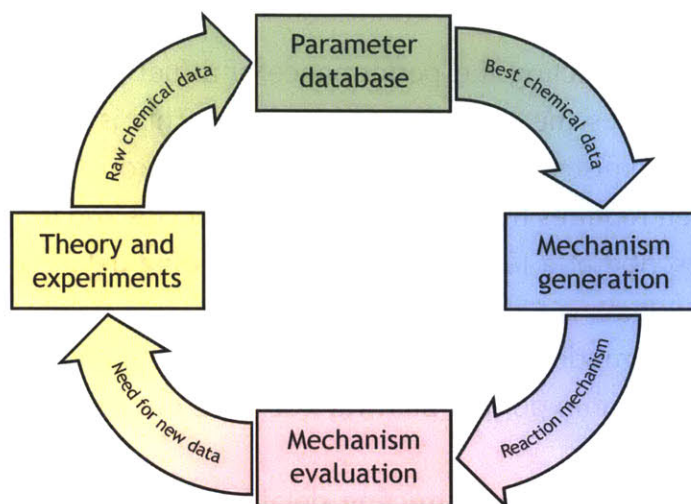 Parameter
database
Best chemical data
Mechanism
generation
Reaction mechanism
Mechanism
evaluation
Need for new data
Theory and
experiments
Raw chemical data